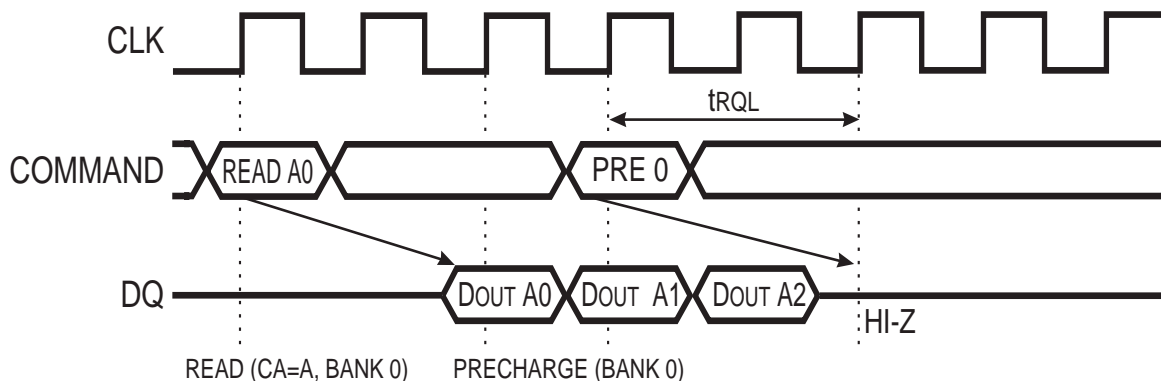 CLK
tRQL
COMMAND
READ A0
PRE 0
DQ
DOUT A0
DOUT A1
DOUT A2
HI-Z
READ (CA=A, BANK 0)
PRECHARGE (BANK 0)